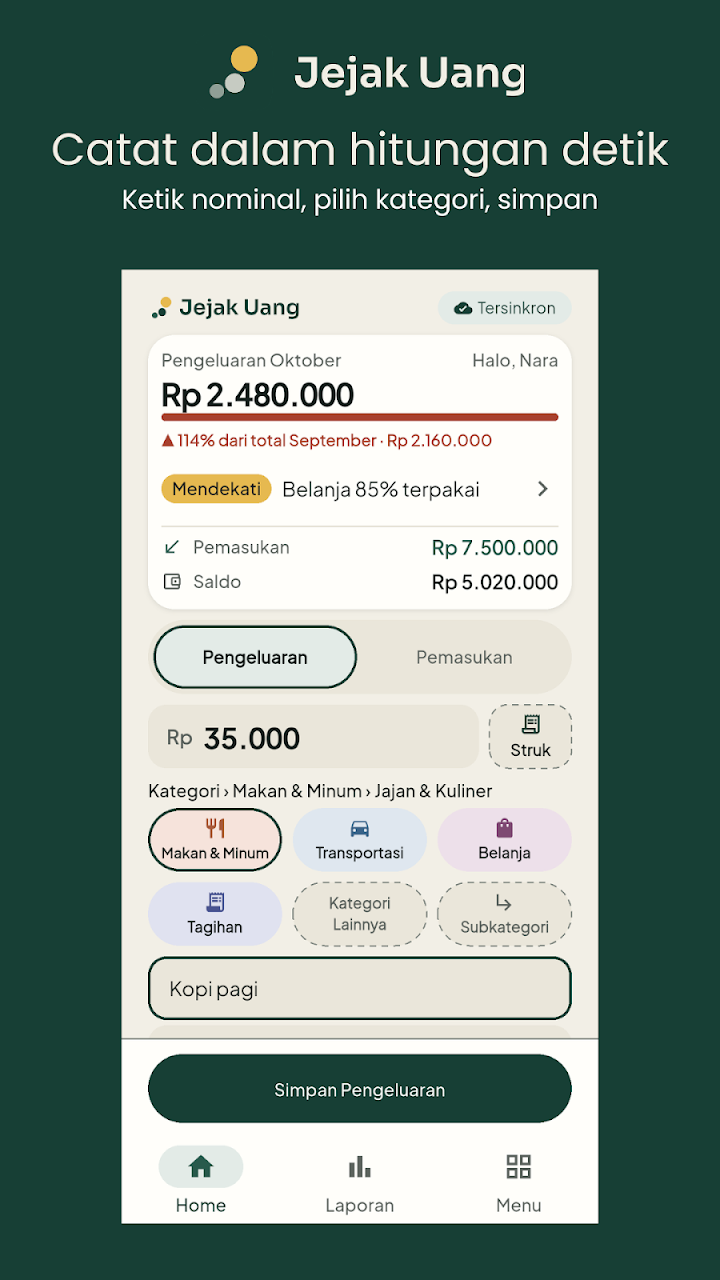 Jejak Uang
Catat dalam hitungan detik
Ketik nominal, pilih kategori, simpan
Jejak Uang
Tersinkron
Pengeluaran Oktober
Halo, Nara
Rp 2.480.000
▲114% dari total September · Rp 2.160.000
Mendekati
Belanja 85% terpakai
Pemasukan
Rp 7.500.000
Saldo
Rp 5.020.000
Pengeluaran
Pemasukan
Rp 35.000
Struk
Kategori › Makan & Minum › Jajan & Kuliner
Makan & Minum
Transportasi
Belanja
Tagihan
Kategori
Lainnya
Subkategori
Kopi pagi
Simpan Pengeluaran
Home
Laporan
Menu